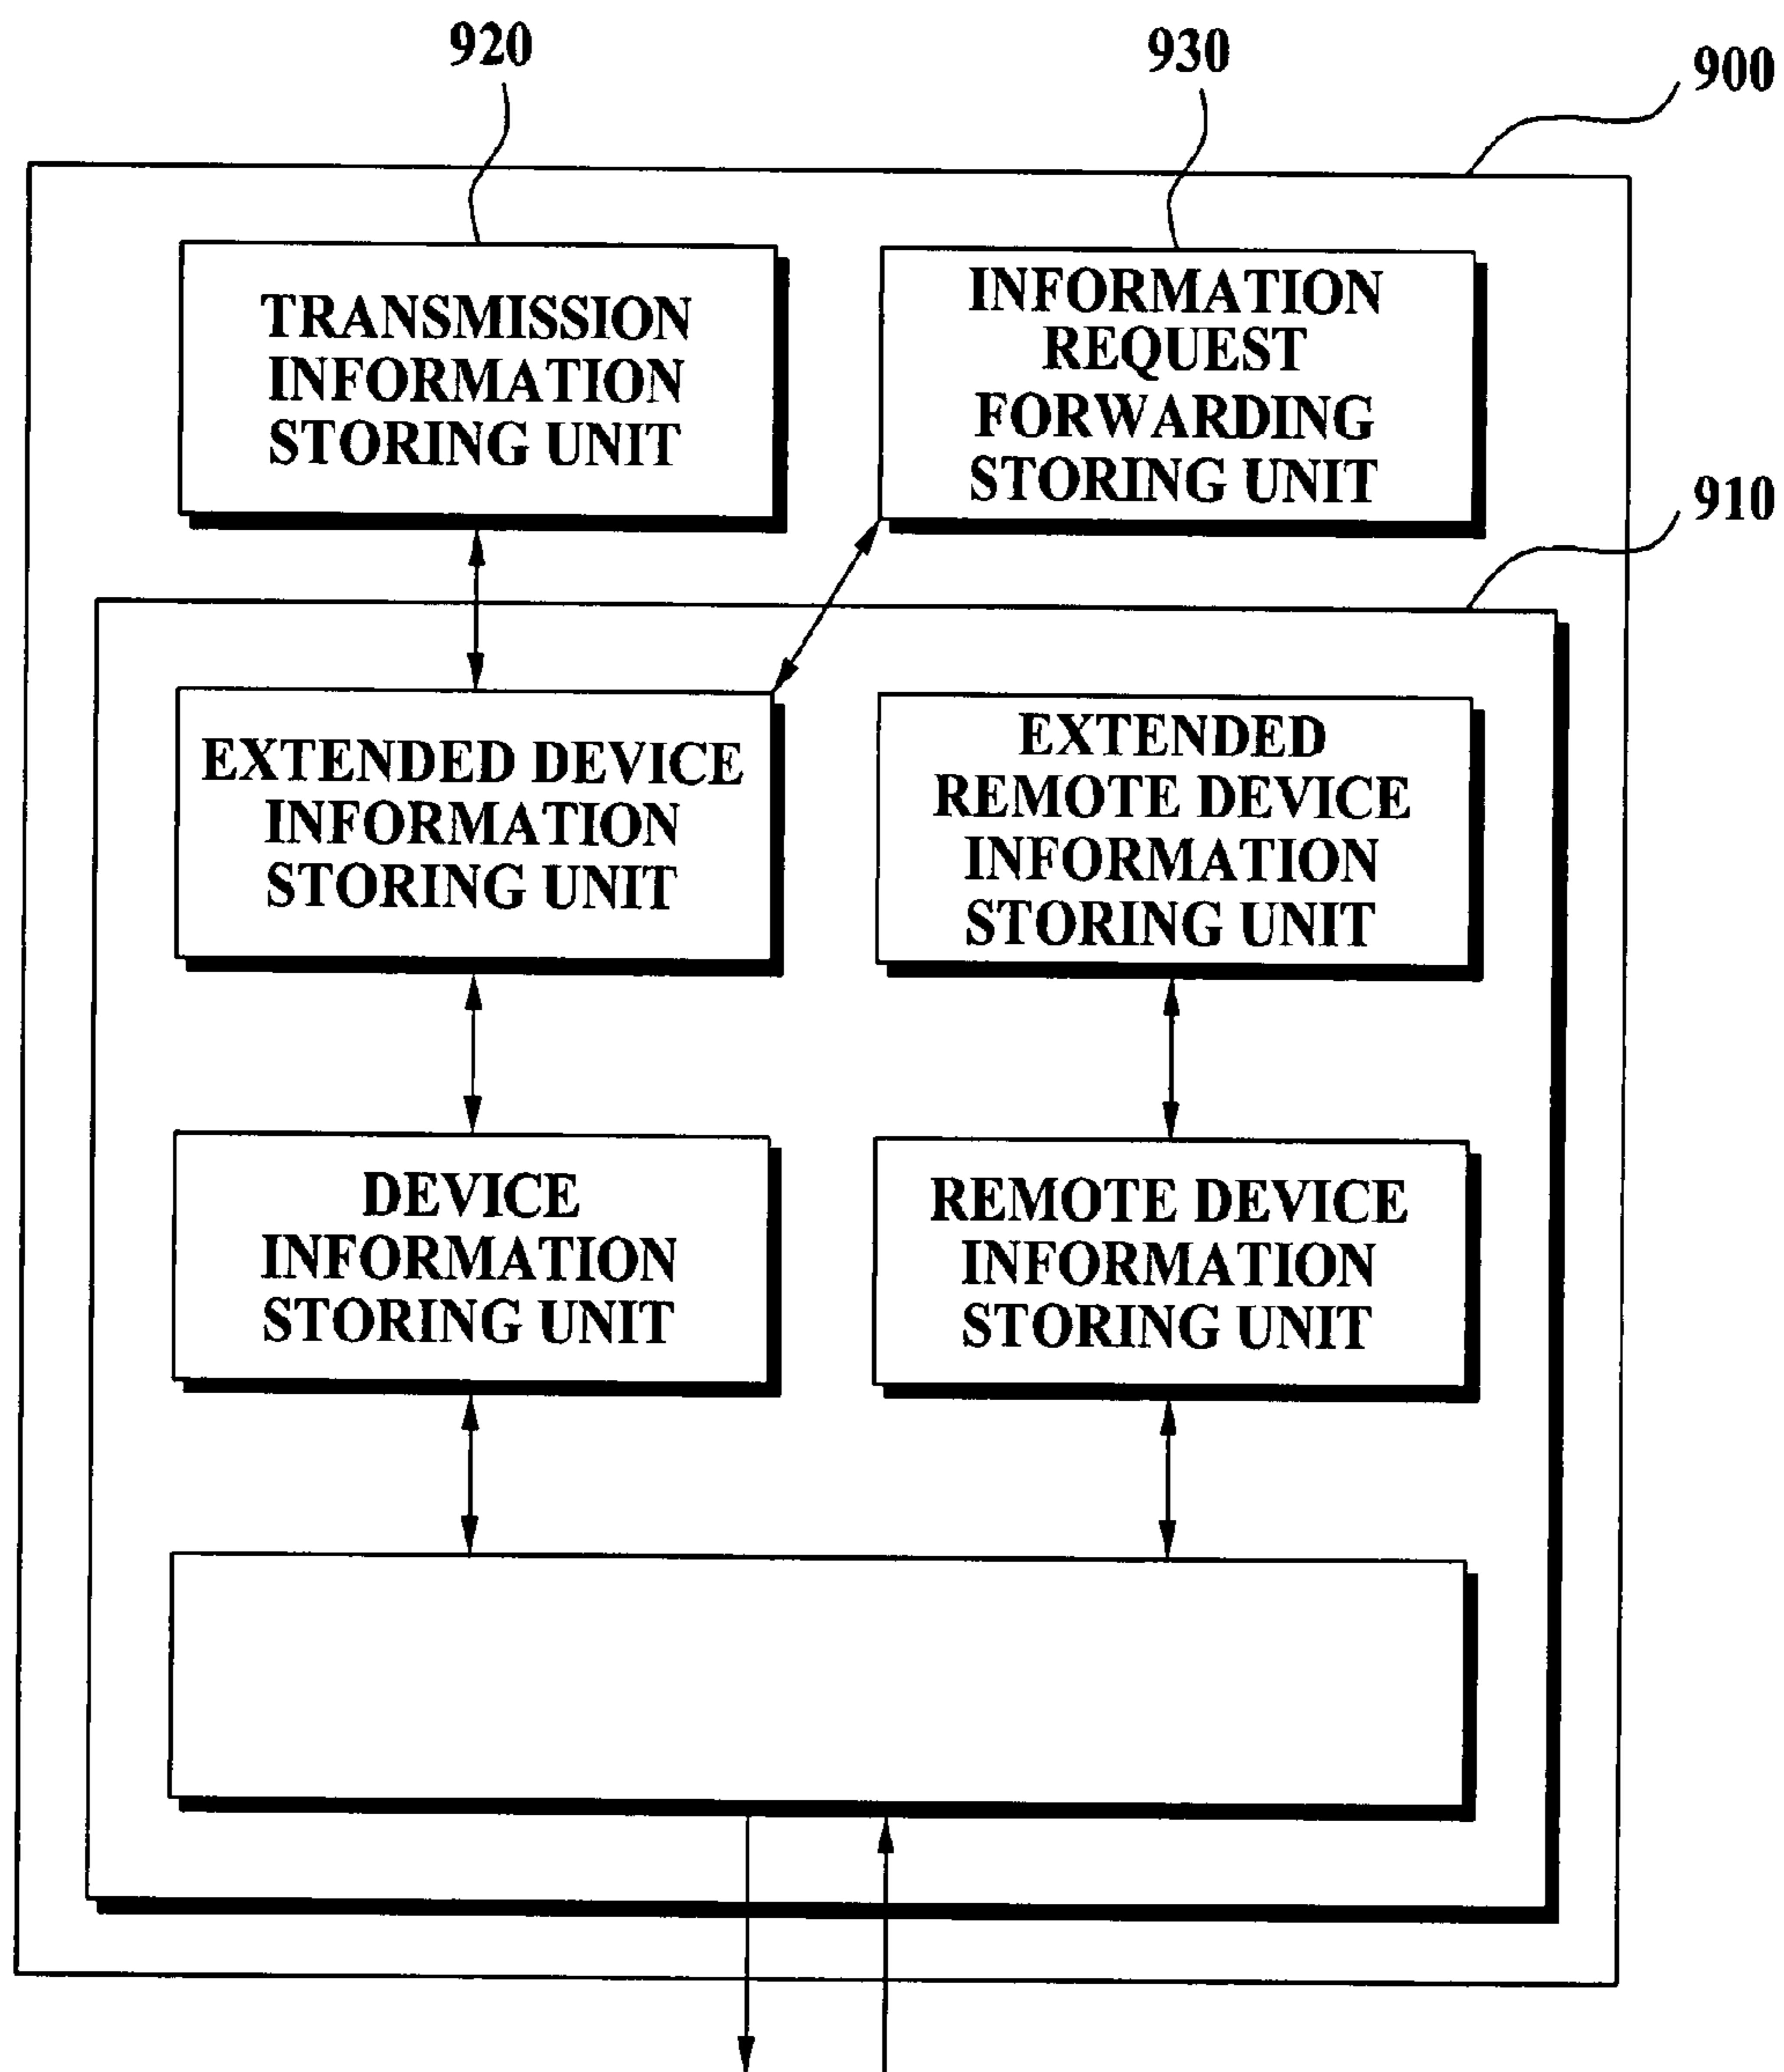 920
930
900
TRANSMISSION
INFORMATION
STORING UNIT
INFORMATION
REQUEST
FORWARDING
STORING UNIT
910
EXTENDED DEVICE
INFORMATION
STORING UNIT
EXTENDED
REMOTE DEVICE
INFORMATION
STORING UNIT
DEVICE
INFORMATION
STORING UNIT
REMOTE DEVICE
INFORMATION
STORING UNIT